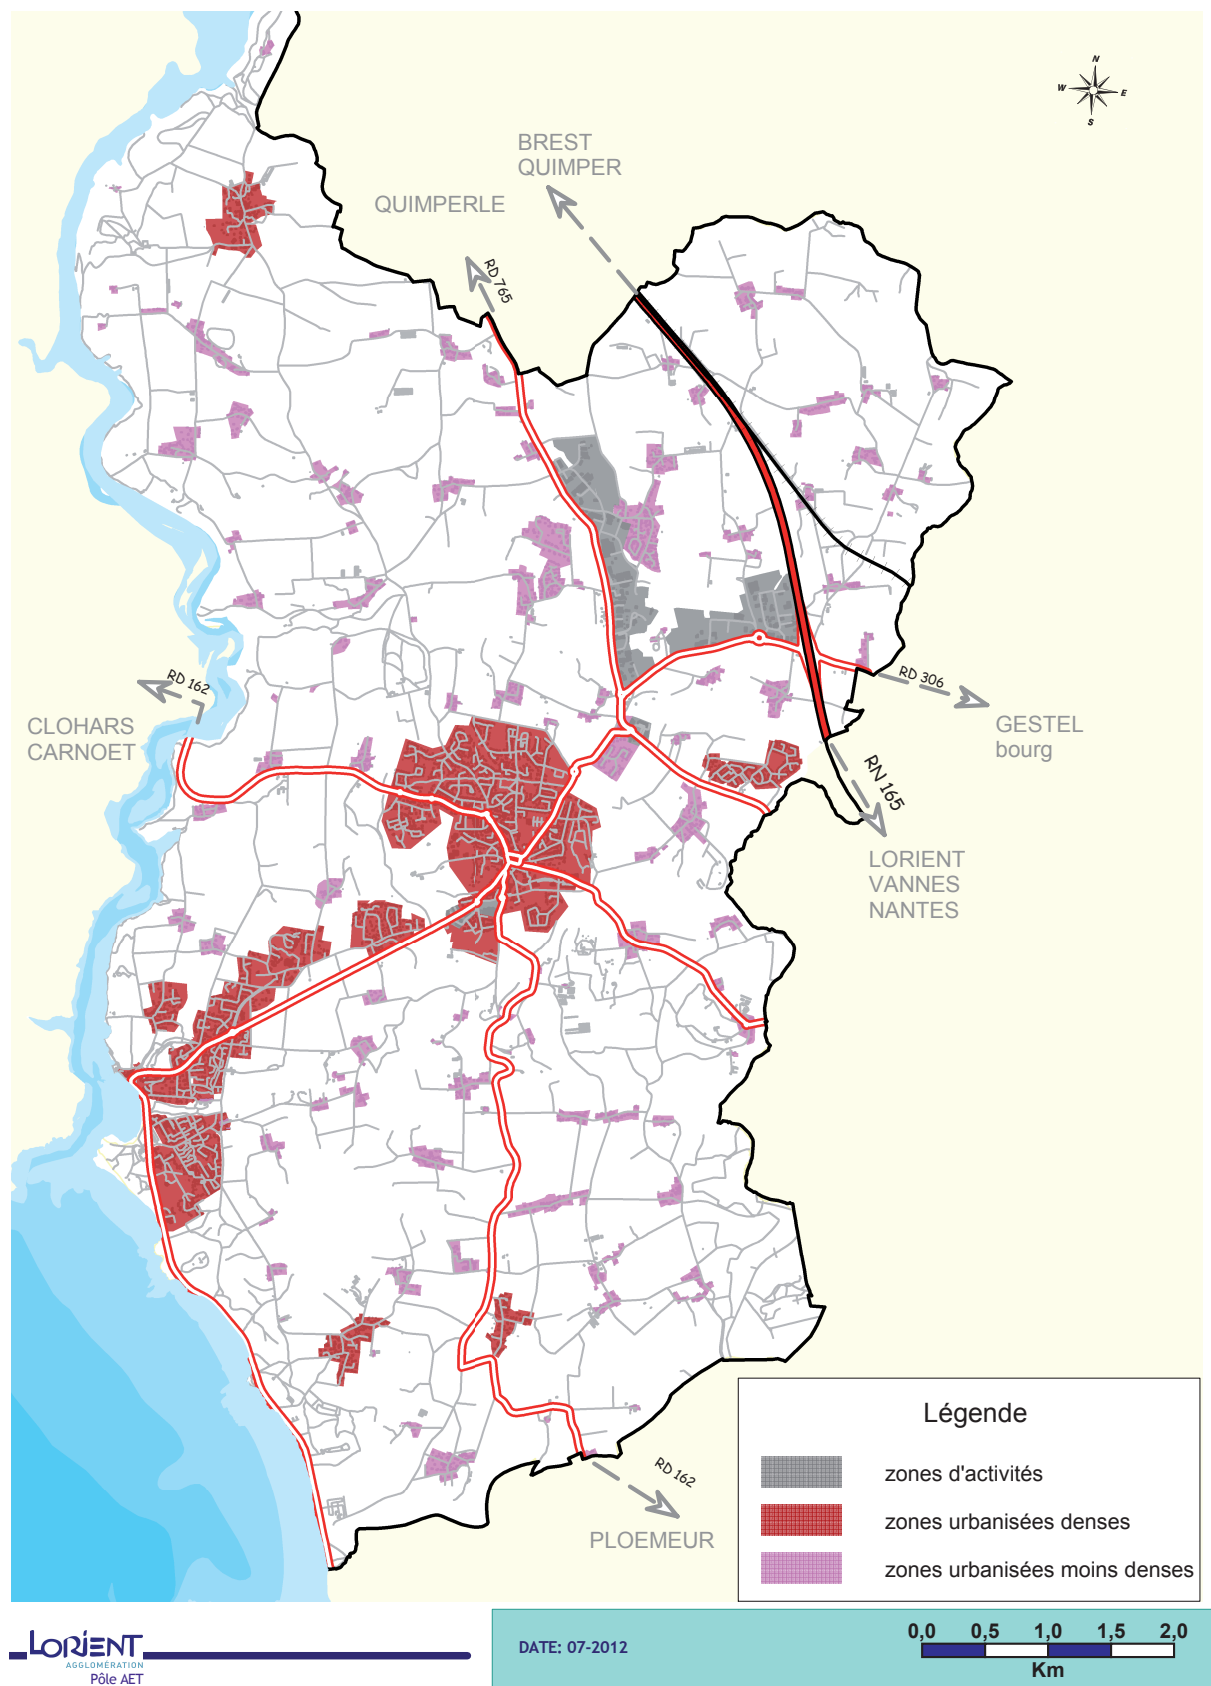 N
W
E
S
BREST
QUIMPER
QUIMPERLE
RD 765
RD 162
CLOHARS
CARNOET
RD 306
GESTEL
bourg
RN 165
LORIENT
VANNES
NANTES
RD 162
PLOEMEUR
Légende
zones d'activités
zones urbanisées denses
zones urbanisées moins denses
LORIENT
AGGLOMÉRATION
Pôle AET
DATE: 07-2012
0,0 0,5 1,0 1,5 2,0
Km